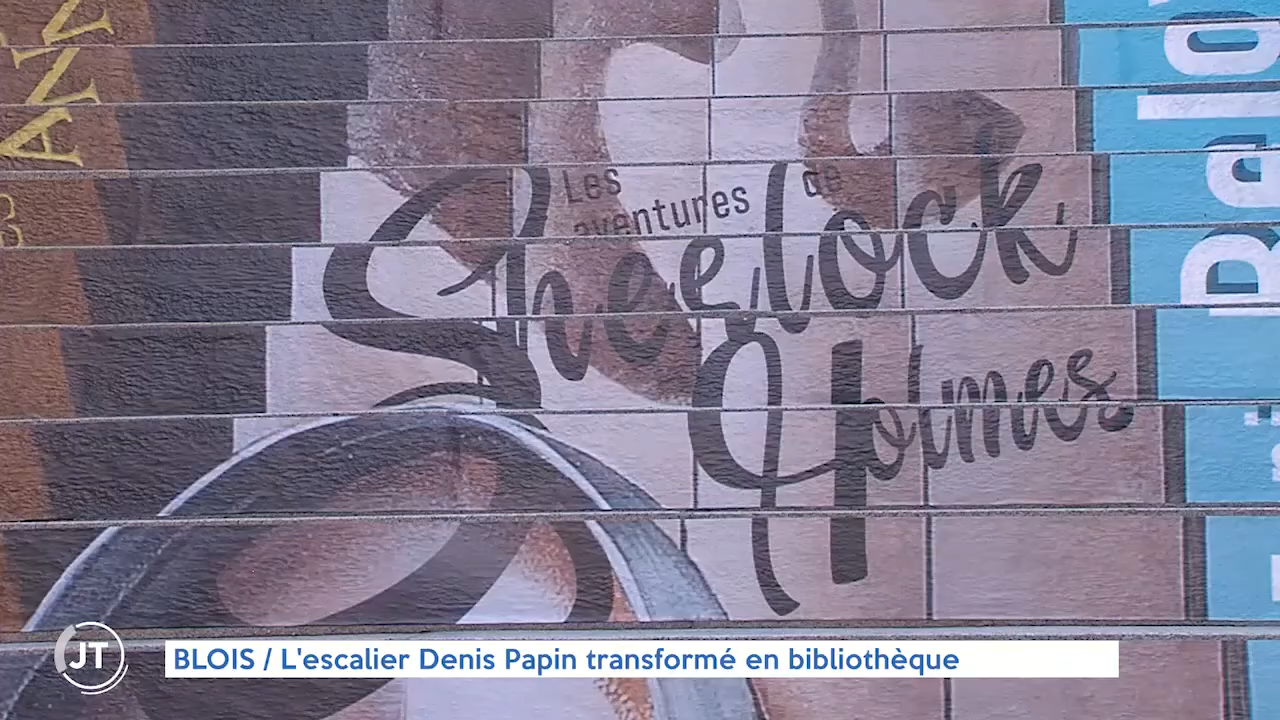 Les
aventures de
Sherlock
Holmes
JT
BLOIS / L'escalier Denis Papin transformé en bibliothèque